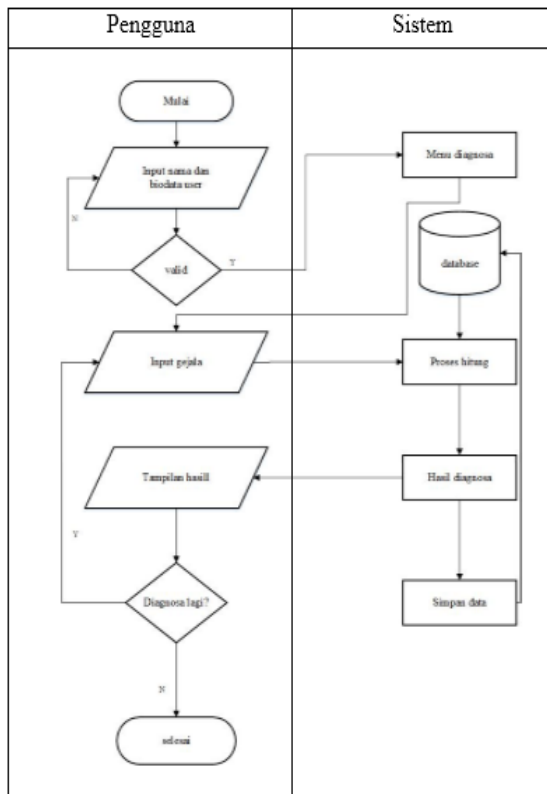 Pengguna
Sistem
Mulai
Input nama dan
biodata user
Menu diagnosa
N
valid
Y
database
Input gejala
Proses hitung
Tampilan hasill
Hasil diagnosa
Y
Diagnosa lagi?
Simpan data
N
selesai